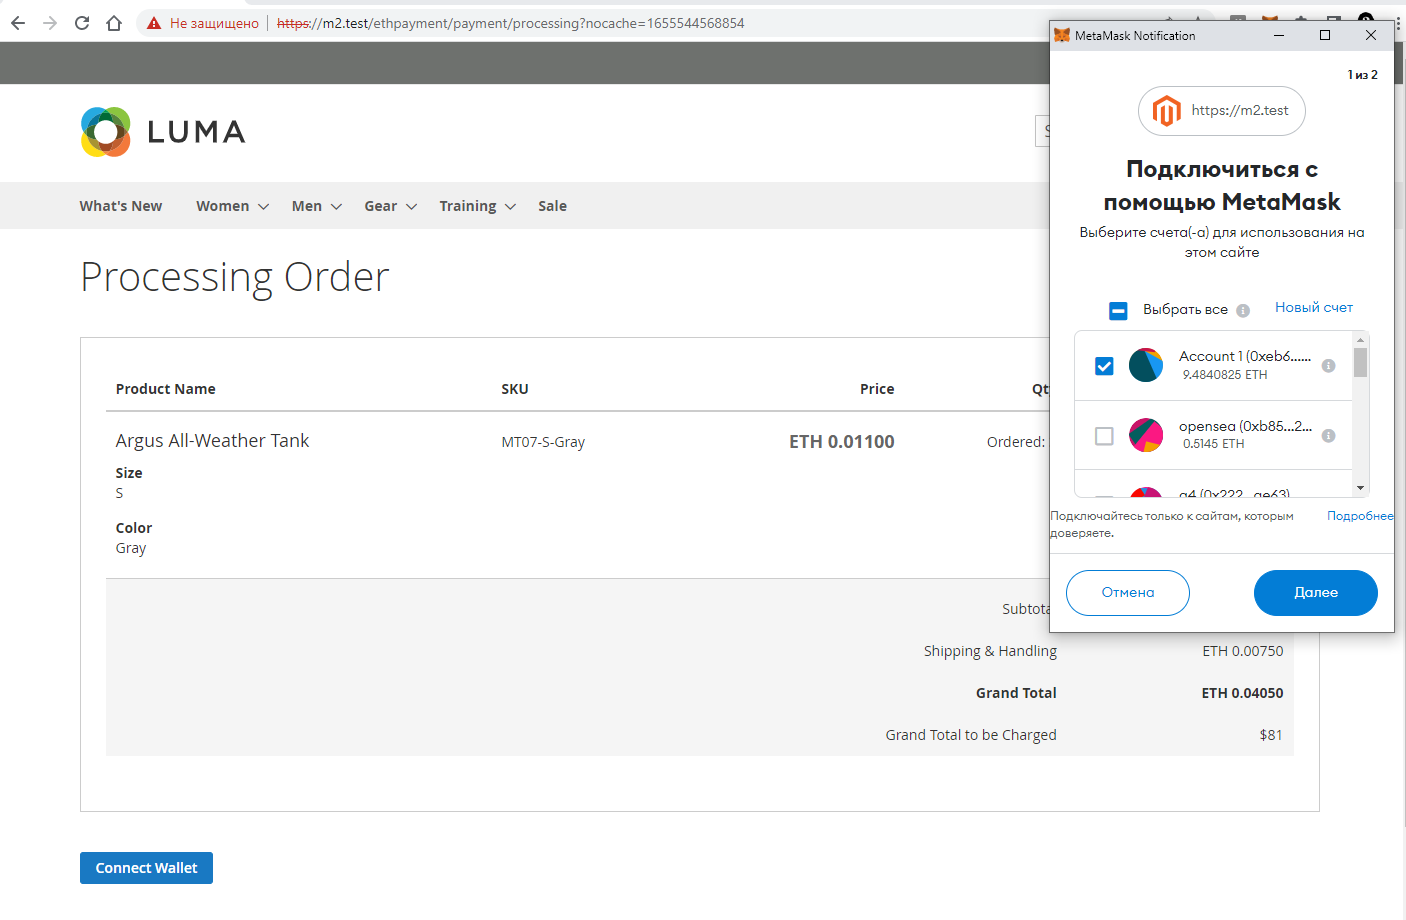 Не защищено
https://m2.test/ethpayment/payment/processing?nocache=1655544568854
MetaMask Notification
1 из 2
https://m2.test
Подключиться с
помощью MetaMask
Выберите счета(-а) для использования на
этом сайте
Выбрать все
Новый счет
Account 1 (0xeb6...…
9.4840825 ETH
opensea (0xb85...2…
0.5145 ETH
a4 (0x222...ae63)
Подключайтесь только к сайтам, которым
доверяете.
Подробнее
Отмена
Далее
LUMA
What's New
Women
Men
Gear
Training
Sale
Processing Order
Product Name
SKU
Price
Argus All-Weather Tank
MT07-S-Gray
ETH 0.01100
Ordered:
Size
S
Color
Gray
Shipping & Handling
ETH 0.00750
Grand Total
ETH 0.04050
Grand Total to be Charged
$81
Connect Wallet